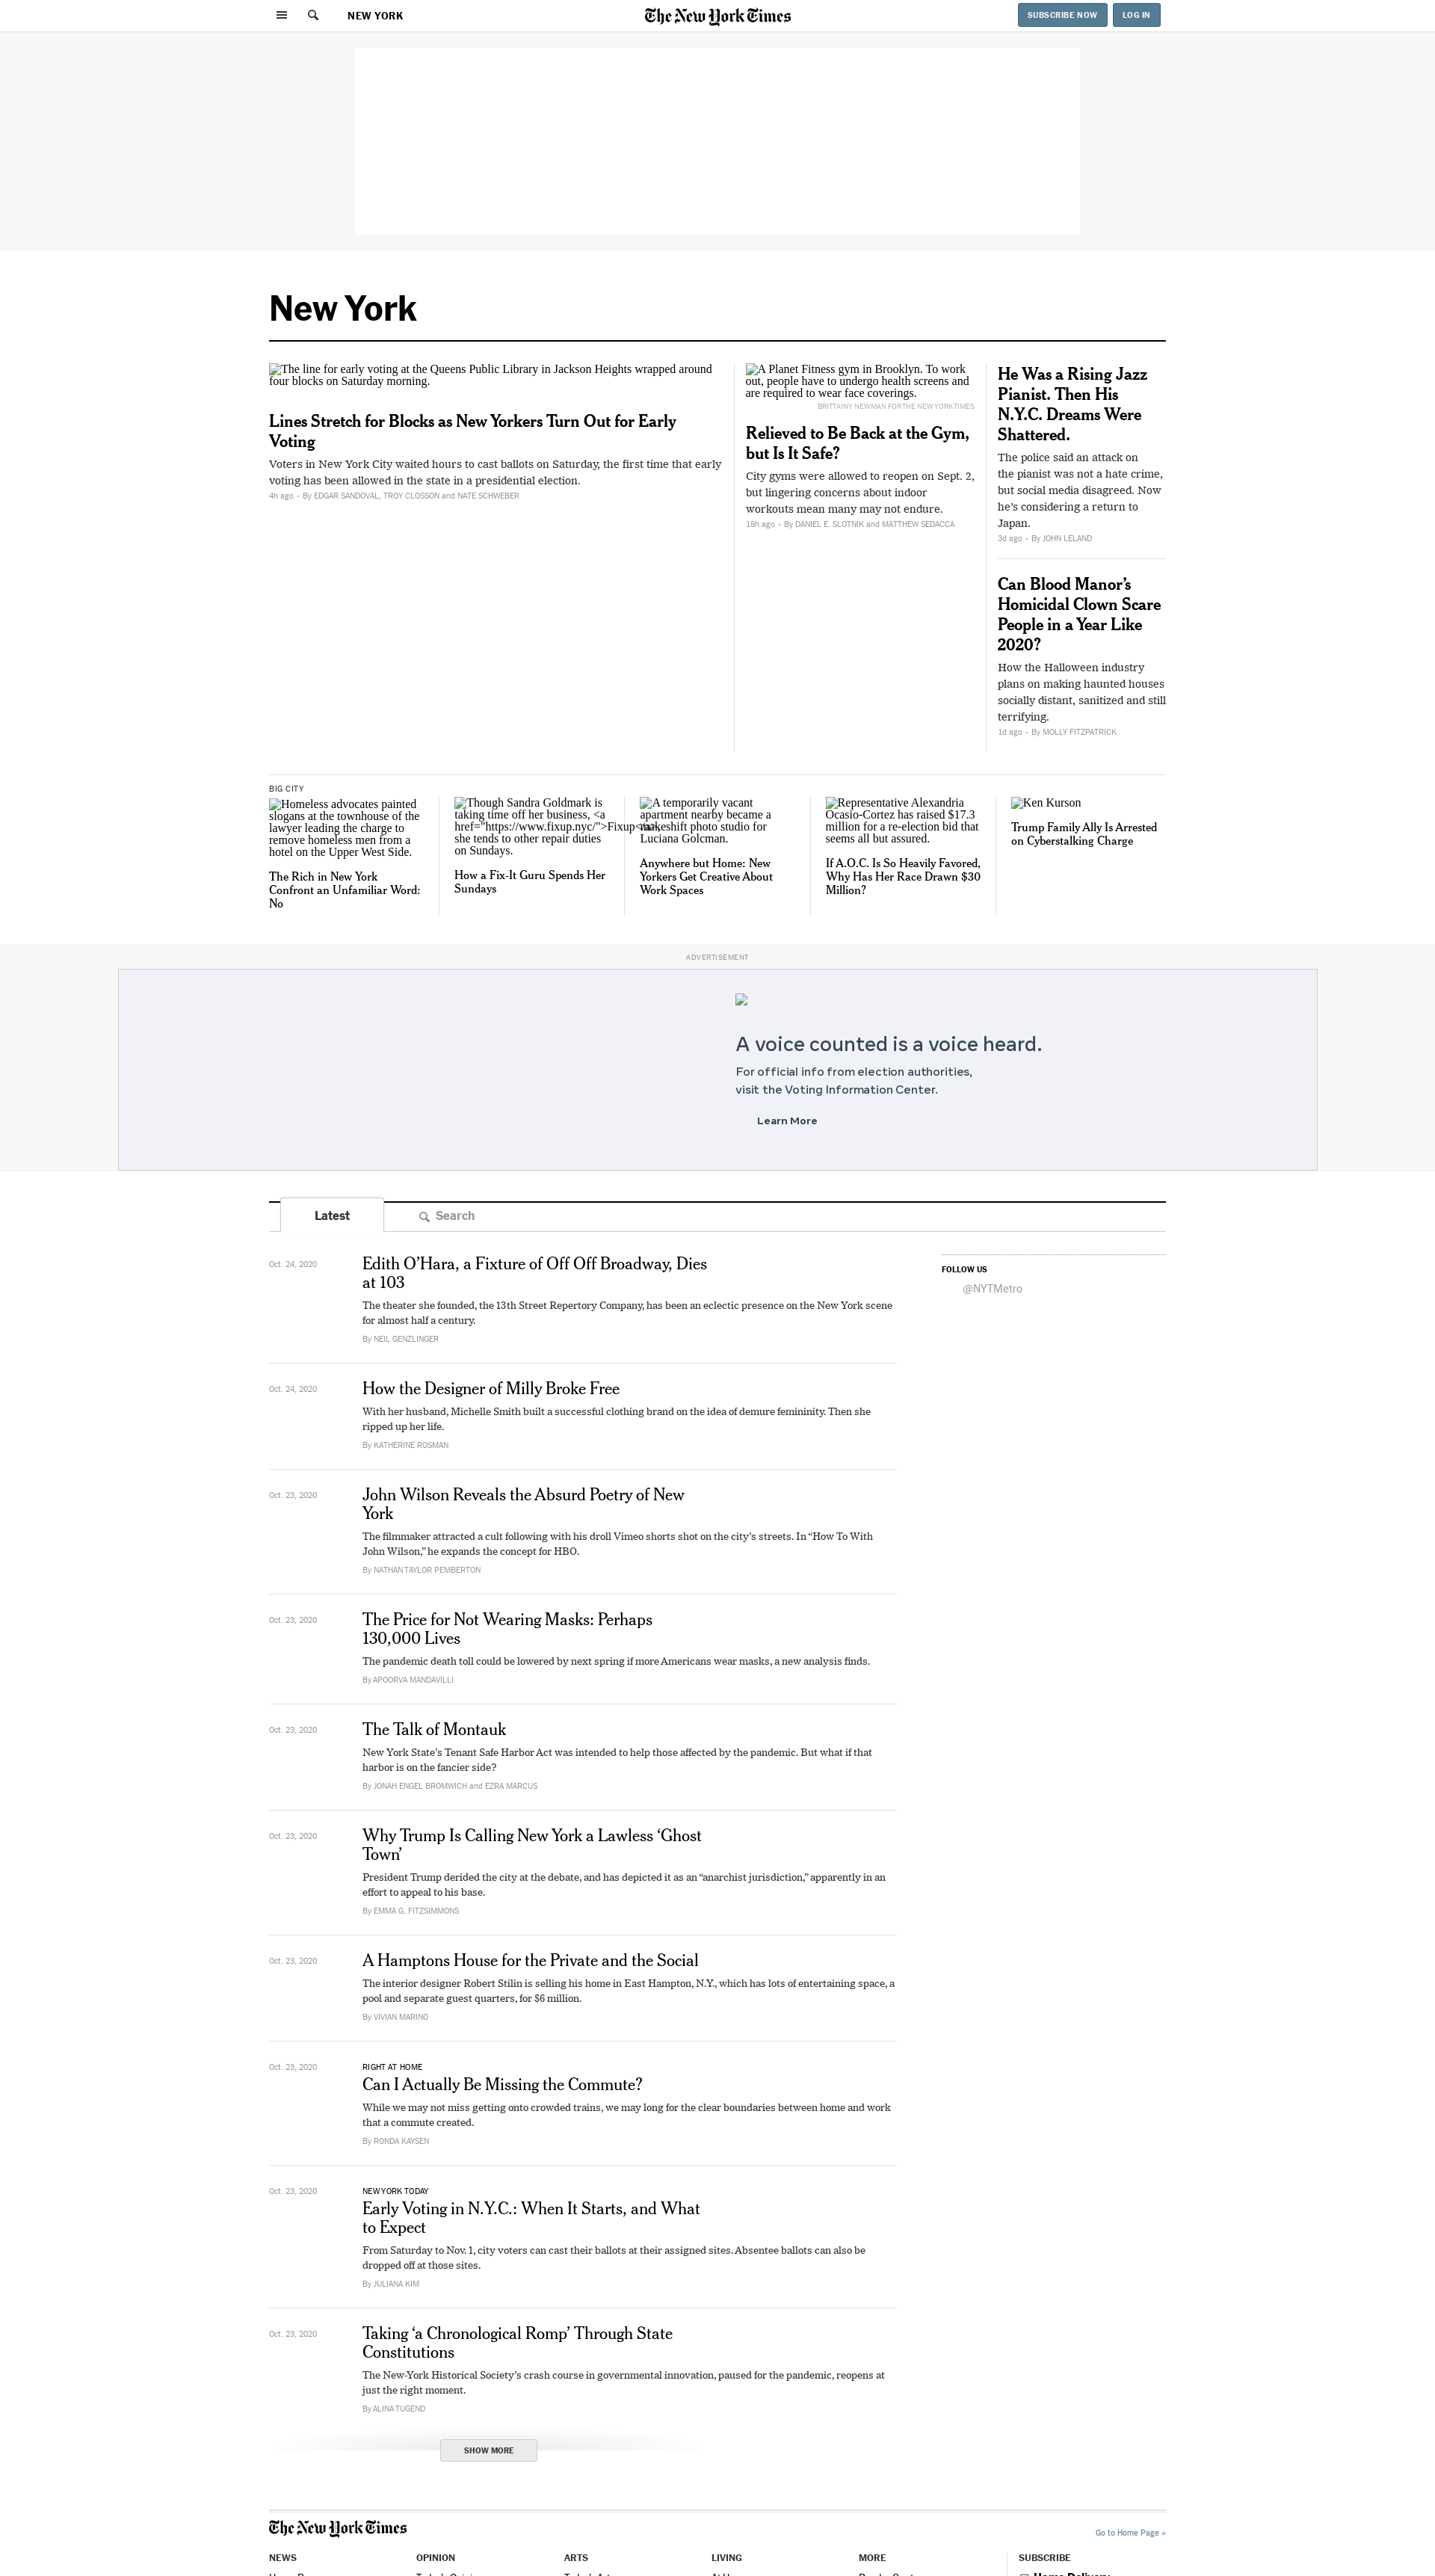 NEW YORK
The New York Times
SUBSCRIBE NOW
LOG IN
New York
The line for early voting at the Queens Public Library in Jackson Heights wrapped around
four blocks on Saturday morning.
Lines Stretch for Blocks as New Yorkers Turn Out for Early
Voting
Voters in New York City waited hours to cast ballots on Saturday, the first time that early
voting has been allowed in the state in a presidential election.
4h ago • By EDGAR SANDOVAL, TROY CLOSSON and NATE SCHWEBER
A Planet Fitness gym in Brooklyn. To work
out, people have to undergo health screens and
are required to wear face coverings.
BRITTAINY NEWMAN FOR THE NEW YORK TIMES
Relieved to Be Back at the Gym,
but Is It Safe?
City gyms were allowed to reopen on Sept. 2,
but lingering concerns about indoor
workouts mean many may not endure.
18h ago • By DANIEL E. SLOTNIK and MATTHEW SEDACCA
He Was a Rising Jazz
Pianist. Then His
N.Y.C. Dreams Were
Shattered.
The police said an attack on
the pianist was not a hate crime,
but social media disagreed. Now
he’s considering a return to
Japan.
3d ago • By JOHN LELAND
Can Blood Manor’s
Homicidal Clown Scare
People in a Year Like
2020?
How the Halloween industry
plans on making haunted houses
socially distant, sanitized and still
terrifying.
1d ago • By MOLLY FITZPATRICK
BIG CITY
Homeless advocates painted
slogans at the townhouse of the
lawyer leading the charge to
remove homeless men from a
hotel on the Upper West Side.
The Rich in New York
Confront an Unfamiliar Word:
No
Though Sandra Goldmark is
taking time off her business, <a
href="https://www.fixup.nyc/">Fixup</a>,
she tends to other repair duties
on Sundays.
How a Fix-It Guru Spends Her
Sundays
A temporarily vacant
apartment nearby became a
makeshift photo studio for
Luciana Golcman.
Anywhere but Home: New
Yorkers Get Creative About
Work Spaces
Representative Alexandria
Ocasio-Cortez has raised $17.3
million for a re-election bid that
seems all but assured.
If A.O.C. Is So Heavily Favored,
Why Has Her Race Drawn $30
Million?
Ken Kurson
Trump Family Ally Is Arrested
on Cyberstalking Charge
ADVERTISEMENT
A voice counted is a voice heard.
For official info from election authorities,
visit the Voting Information Center.
Learn More
Latest
Search
Oct. 24, 2020
Edith O’Hara, a Fixture of Off Off Broadway, Dies
at 103
The theater she founded, the 13th Street Repertory Company, has been an eclectic presence on the New York scene
for almost half a century.
By NEIL GENZLINGER
FOLLOW US
@NYTMetro
Oct. 24, 2020
How the Designer of Milly Broke Free
With her husband, Michelle Smith built a successful clothing brand on the idea of demure femininity. Then she
ripped up her life.
By KATHERINE ROSMAN
Oct. 23, 2020
John Wilson Reveals the Absurd Poetry of New
York
The filmmaker attracted a cult following with his droll Vimeo shorts shot on the city’s streets. In “How To With
John Wilson,” he expands the concept for HBO.
By NATHAN TAYLOR PEMBERTON
Oct. 23, 2020
The Price for Not Wearing Masks: Perhaps
130,000 Lives
The pandemic death toll could be lowered by next spring if more Americans wear masks, a new analysis finds.
By APOORVA MANDAVILLI
Oct. 23, 2020
The Talk of Montauk
New York State’s Tenant Safe Harbor Act was intended to help those affected by the pandemic. But what if that
harbor is on the fancier side?
By JONAH ENGEL BROMWICH and EZRA MARCUS
Oct. 23, 2020
Why Trump Is Calling New York a Lawless ‘Ghost
Town’
President Trump derided the city at the debate, and has depicted it as an “anarchist jurisdiction,” apparently in an
effort to appeal to his base.
By EMMA G. FITZSIMMONS
Oct. 23, 2020
A Hamptons House for the Private and the Social
The interior designer Robert Stilin is selling his home in East Hampton, N.Y., which has lots of entertaining space, a
pool and separate guest quarters, for $6 million.
By VIVIAN MARINO
Oct. 23, 2020
RIGHT AT HOME
Can I Actually Be Missing the Commute?
While we may not miss getting onto crowded trains, we may long for the clear boundaries between home and work
that a commute created.
By RONDA KAYSEN
Oct. 23, 2020
NEW YORK TODAY
Early Voting in N.Y.C.: When It Starts, and What
to Expect
From Saturday to Nov. 1, city voters can cast their ballots at their assigned sites. Absentee ballots can also be
dropped off at those sites.
By JULIANA KIM
Oct. 23, 2020
Taking ‘a Chronological Romp’ Through State
Constitutions
The New-York Historical Society’s crash course in governmental innovation, paused for the pandemic, reopens at
just the right moment.
By ALINA TUGEND
SHOW MORE
The New York Times
Go to Home Page »
NEWS
OPINION
ARTS
MORE
SUBSCRIBE